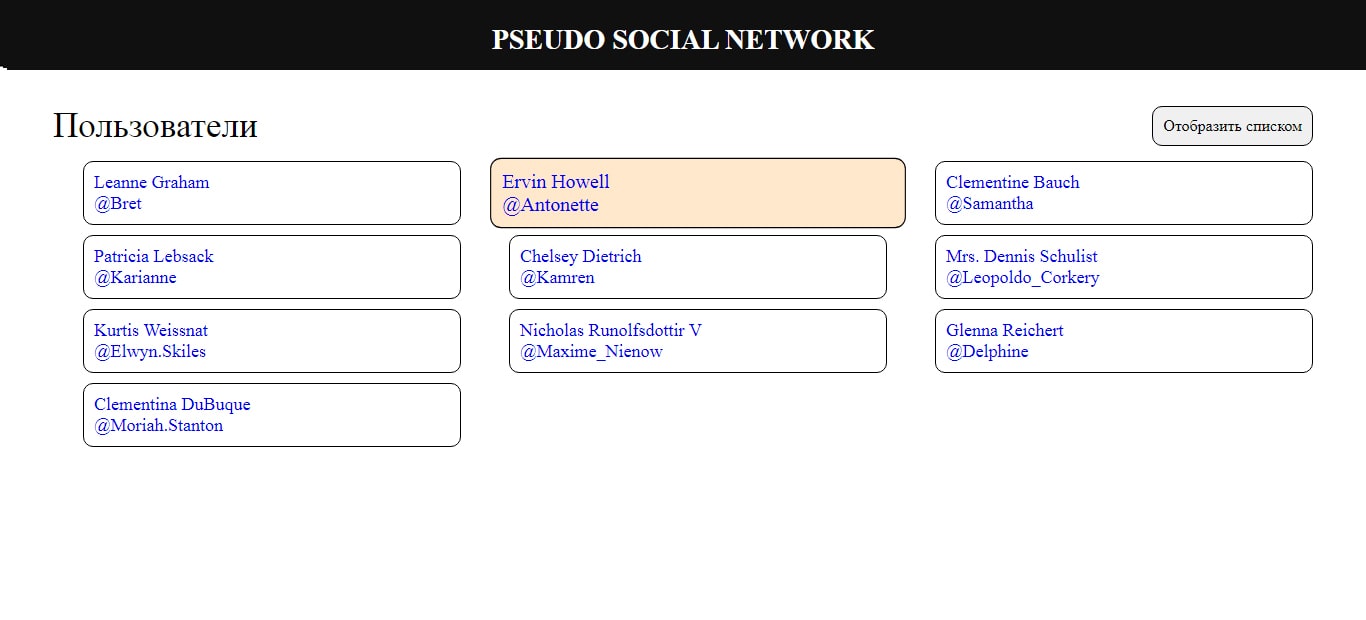 PSEUDO SOCIAL NETWORK
Пользователи
Отобразить списком
Leanne Graham
@Bret
Ervin Howell
@Antonette
Clementine Bauch
@Samantha
Patricia Lebsack
@Karianne
Chelsey Dietrich
@Kamren
Mrs. Dennis Schulist
@Leopoldo_Corkery
Kurtis Weissnat
@Elwyn.Skiles
Nicholas Runolfsdottir V
@Maxime_Nienow
Glenna Reichert
@Delphine
Clementina DuBuque
@Moriah.Stanton